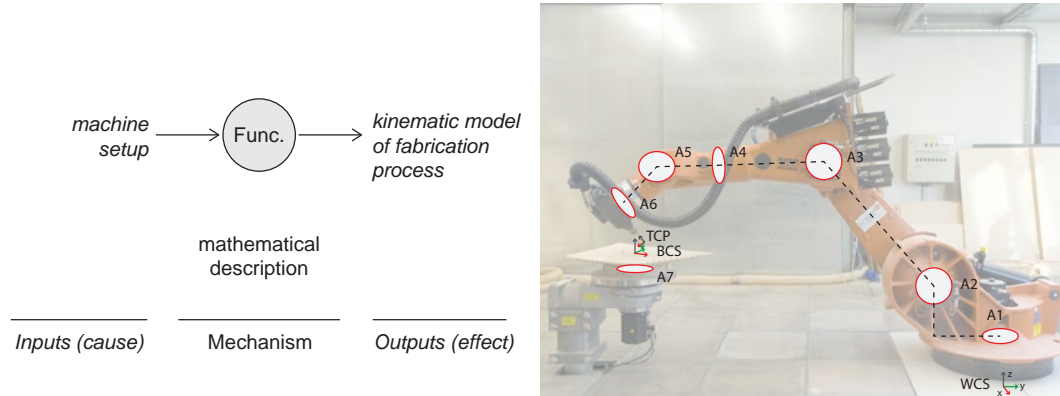 machine
setup
Func.
kinematic model
of fabrication
process
mathematical
description
Inputs (cause)
Mechanism
Outputs (effect)
A5
A4
A3
A6
TCP
BCS
A7
A2
A1
WCS
z
y
x